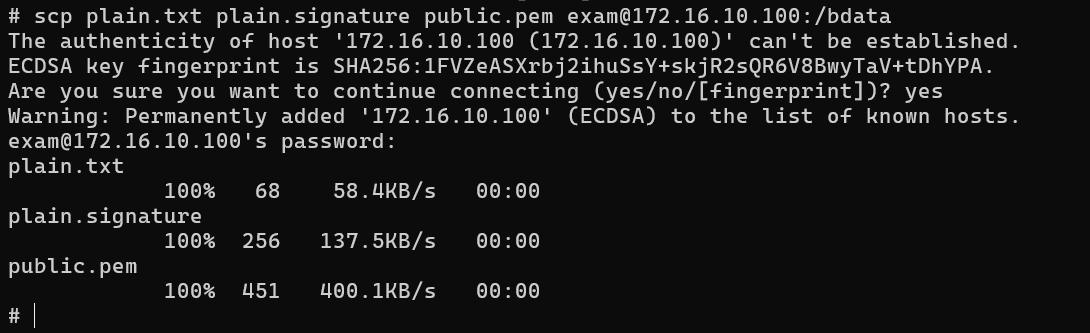 # scp plain.txt plain.signature public.pem exam@172.16.10.100:/bdata
The authenticity of host '172.16.10.100 (172.16.10.100)' can't be established.
ECDSA key fingerprint is SHA256:1FVZeASXrbj2ihuSsY+skjR2sQR6V8BwyTaV+tDhYPA.
Are you sure you want to continue connecting (yes/no/[fingerprint])? yes
Warning: Permanently added '172.16.10.100' (ECDSA) to the list of known hosts.
exam@172.16.10.100's password:
plain.txt
100% 68 58.4KB/s 00:00
plain.signature
100% 256 137.5KB/s 00:00
public.pem
100% 451 400.1KB/s 00:00
#